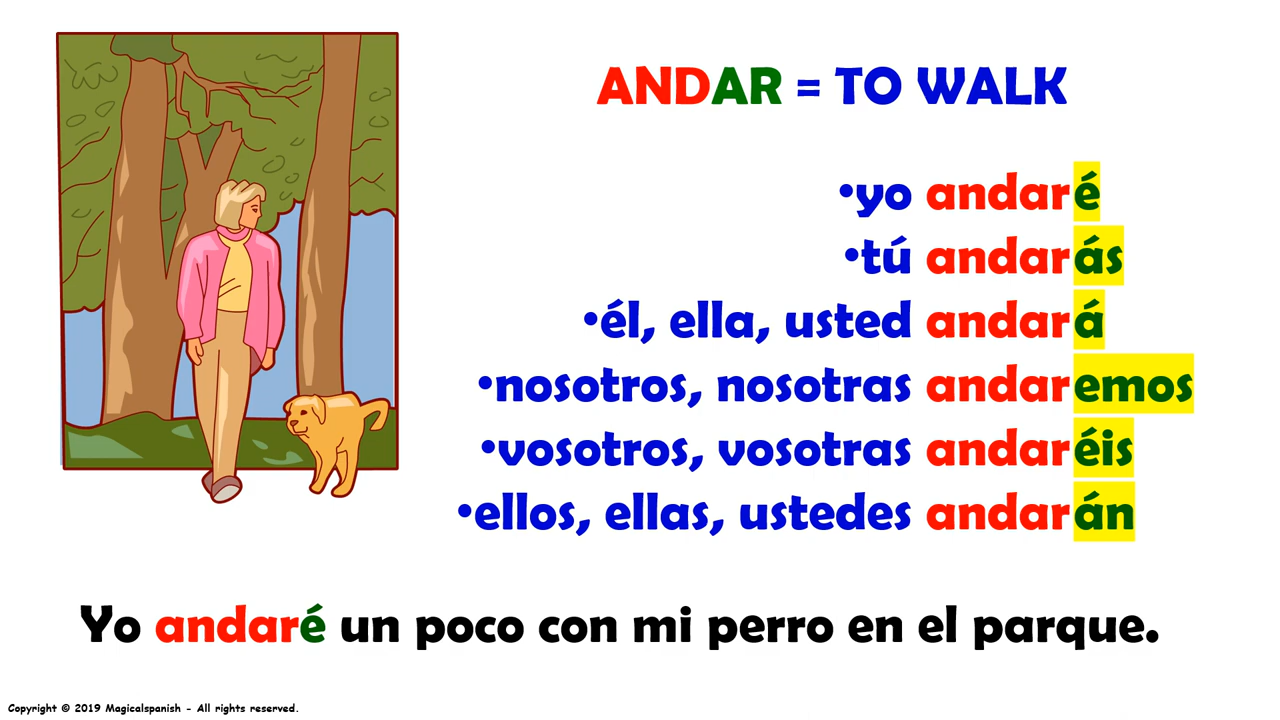 ANDAR = TO WALK
•yo andaré
•tú andarás
•él, ella, usted andará
•nosotros, nosotras andaremos
•vosotros, vosotras andaréis
•ellos, ellas, ustedes andarán
Yo andaré un poco con mi perro en el parque.
Copyright © 2019 Magicalspanish - All rights reserved.